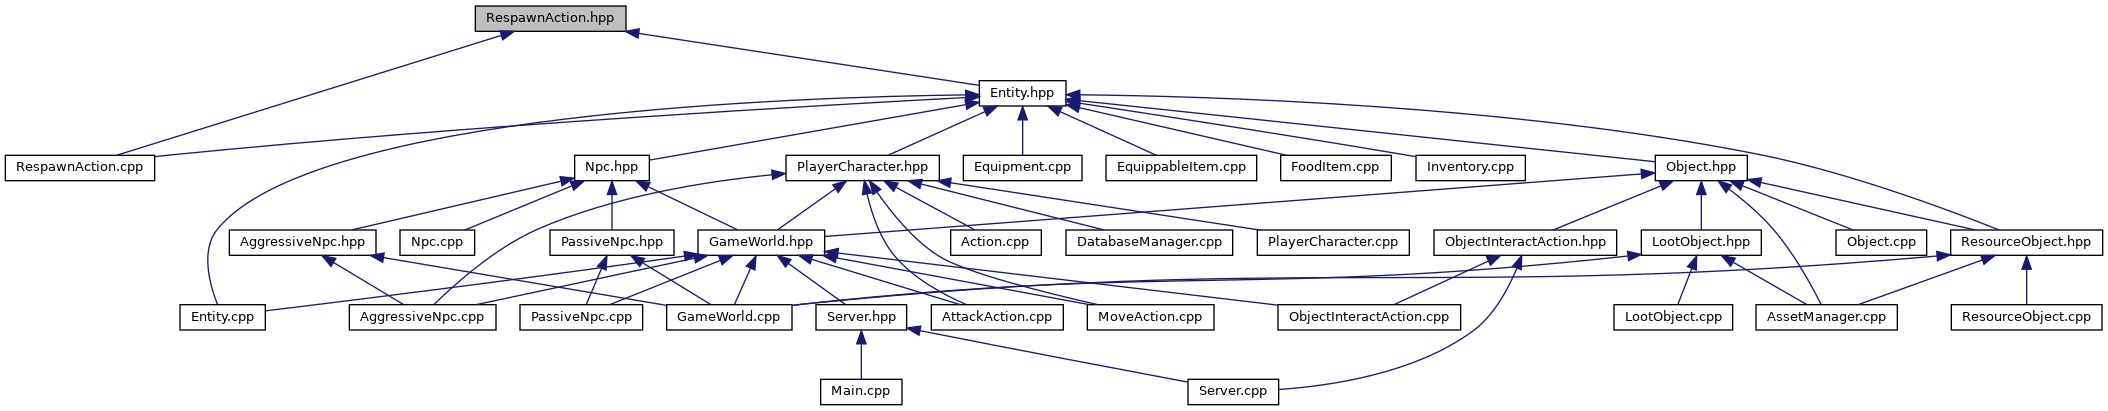 RespawnAction.hpp
Entity.hpp
RespawnAction.cpp
Npc.hpp
PlayerCharacter.hpp
Equipment.cpp
EquippableItem.cpp
FoodItem.cpp
Inventory.cpp
Object.hpp
AggressiveNpc.hpp
Npc.cpp
PassiveNpc.hpp
GameWorld.hpp
Action.cpp
DatabaseManager.cpp
PlayerCharacter.cpp
ObjectInteractAction.hpp
LootObject.hpp
Object.cpp
ResourceObject.hpp
Entity.cpp
AggressiveNpc.cpp
PassiveNpc.cpp
GameWorld.cpp
Server.hpp
AttackAction.cpp
MoveAction.cpp
ObjectInteractAction.cpp
LootObject.cpp
AssetManager.cpp
ResourceObject.cpp
Main.cpp
Server.cpp